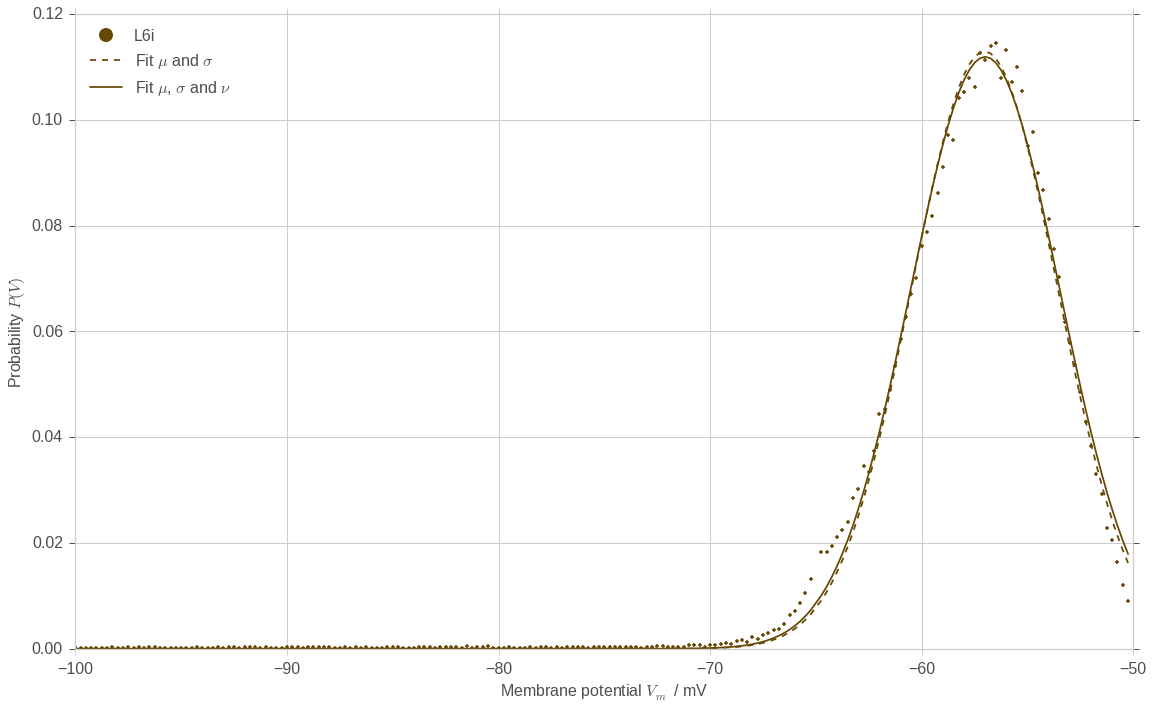 0.12
0.10
0.08
0.06
0.04
0.02
0.00
Probability P(V)
L6i
Fit μ and σ
Fit μ, σ and ν
−100
−90
−80
−70
−60
−50
Membrane potential Vₘ / mV